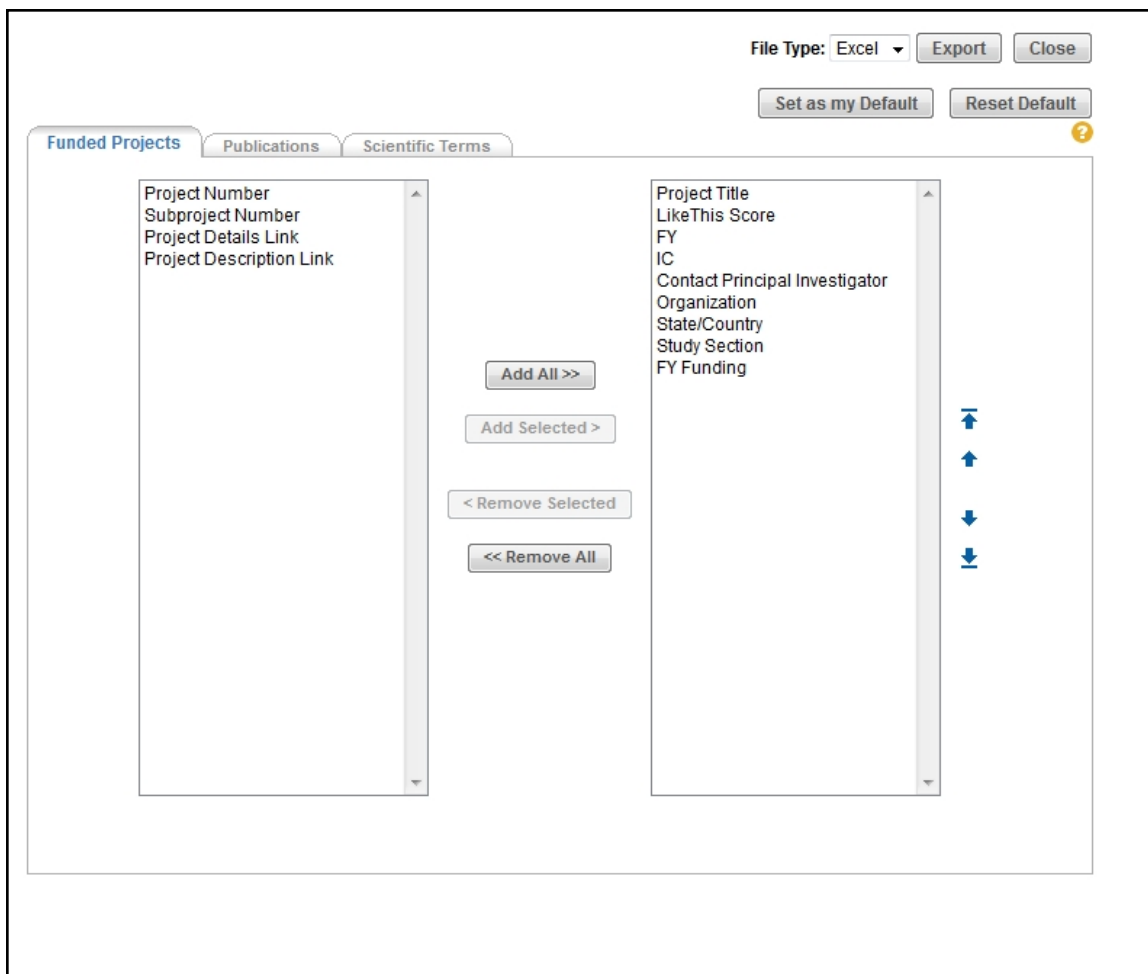 File Type: Excel Export Close
Set as my Default Reset Default
?
Funded Projects Publications Scientific Terms
Project Number
Subproject Number
Project Details Link
Project Description Link
Add All >>
Add Selected >
< Remove Selected
<< Remove All
Project Title
LikeThis Score
FY
IC
Contact Principal Investigator
Organization
State/Country
Study Section
FY Funding